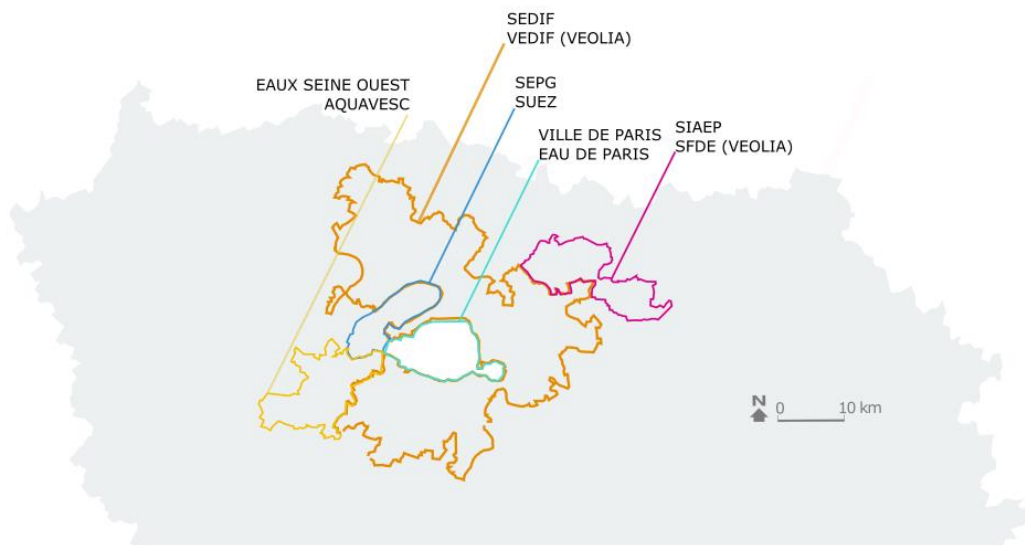 SEDIF
VEDIF (VEOLIA)
EAUX SEINE OUEST
AQUAVESC
SEPG
SUEZ
VILLE DE PARIS
EAU DE PARIS
SIAEP
SFDE (VEOLIA)
N
0 10 km